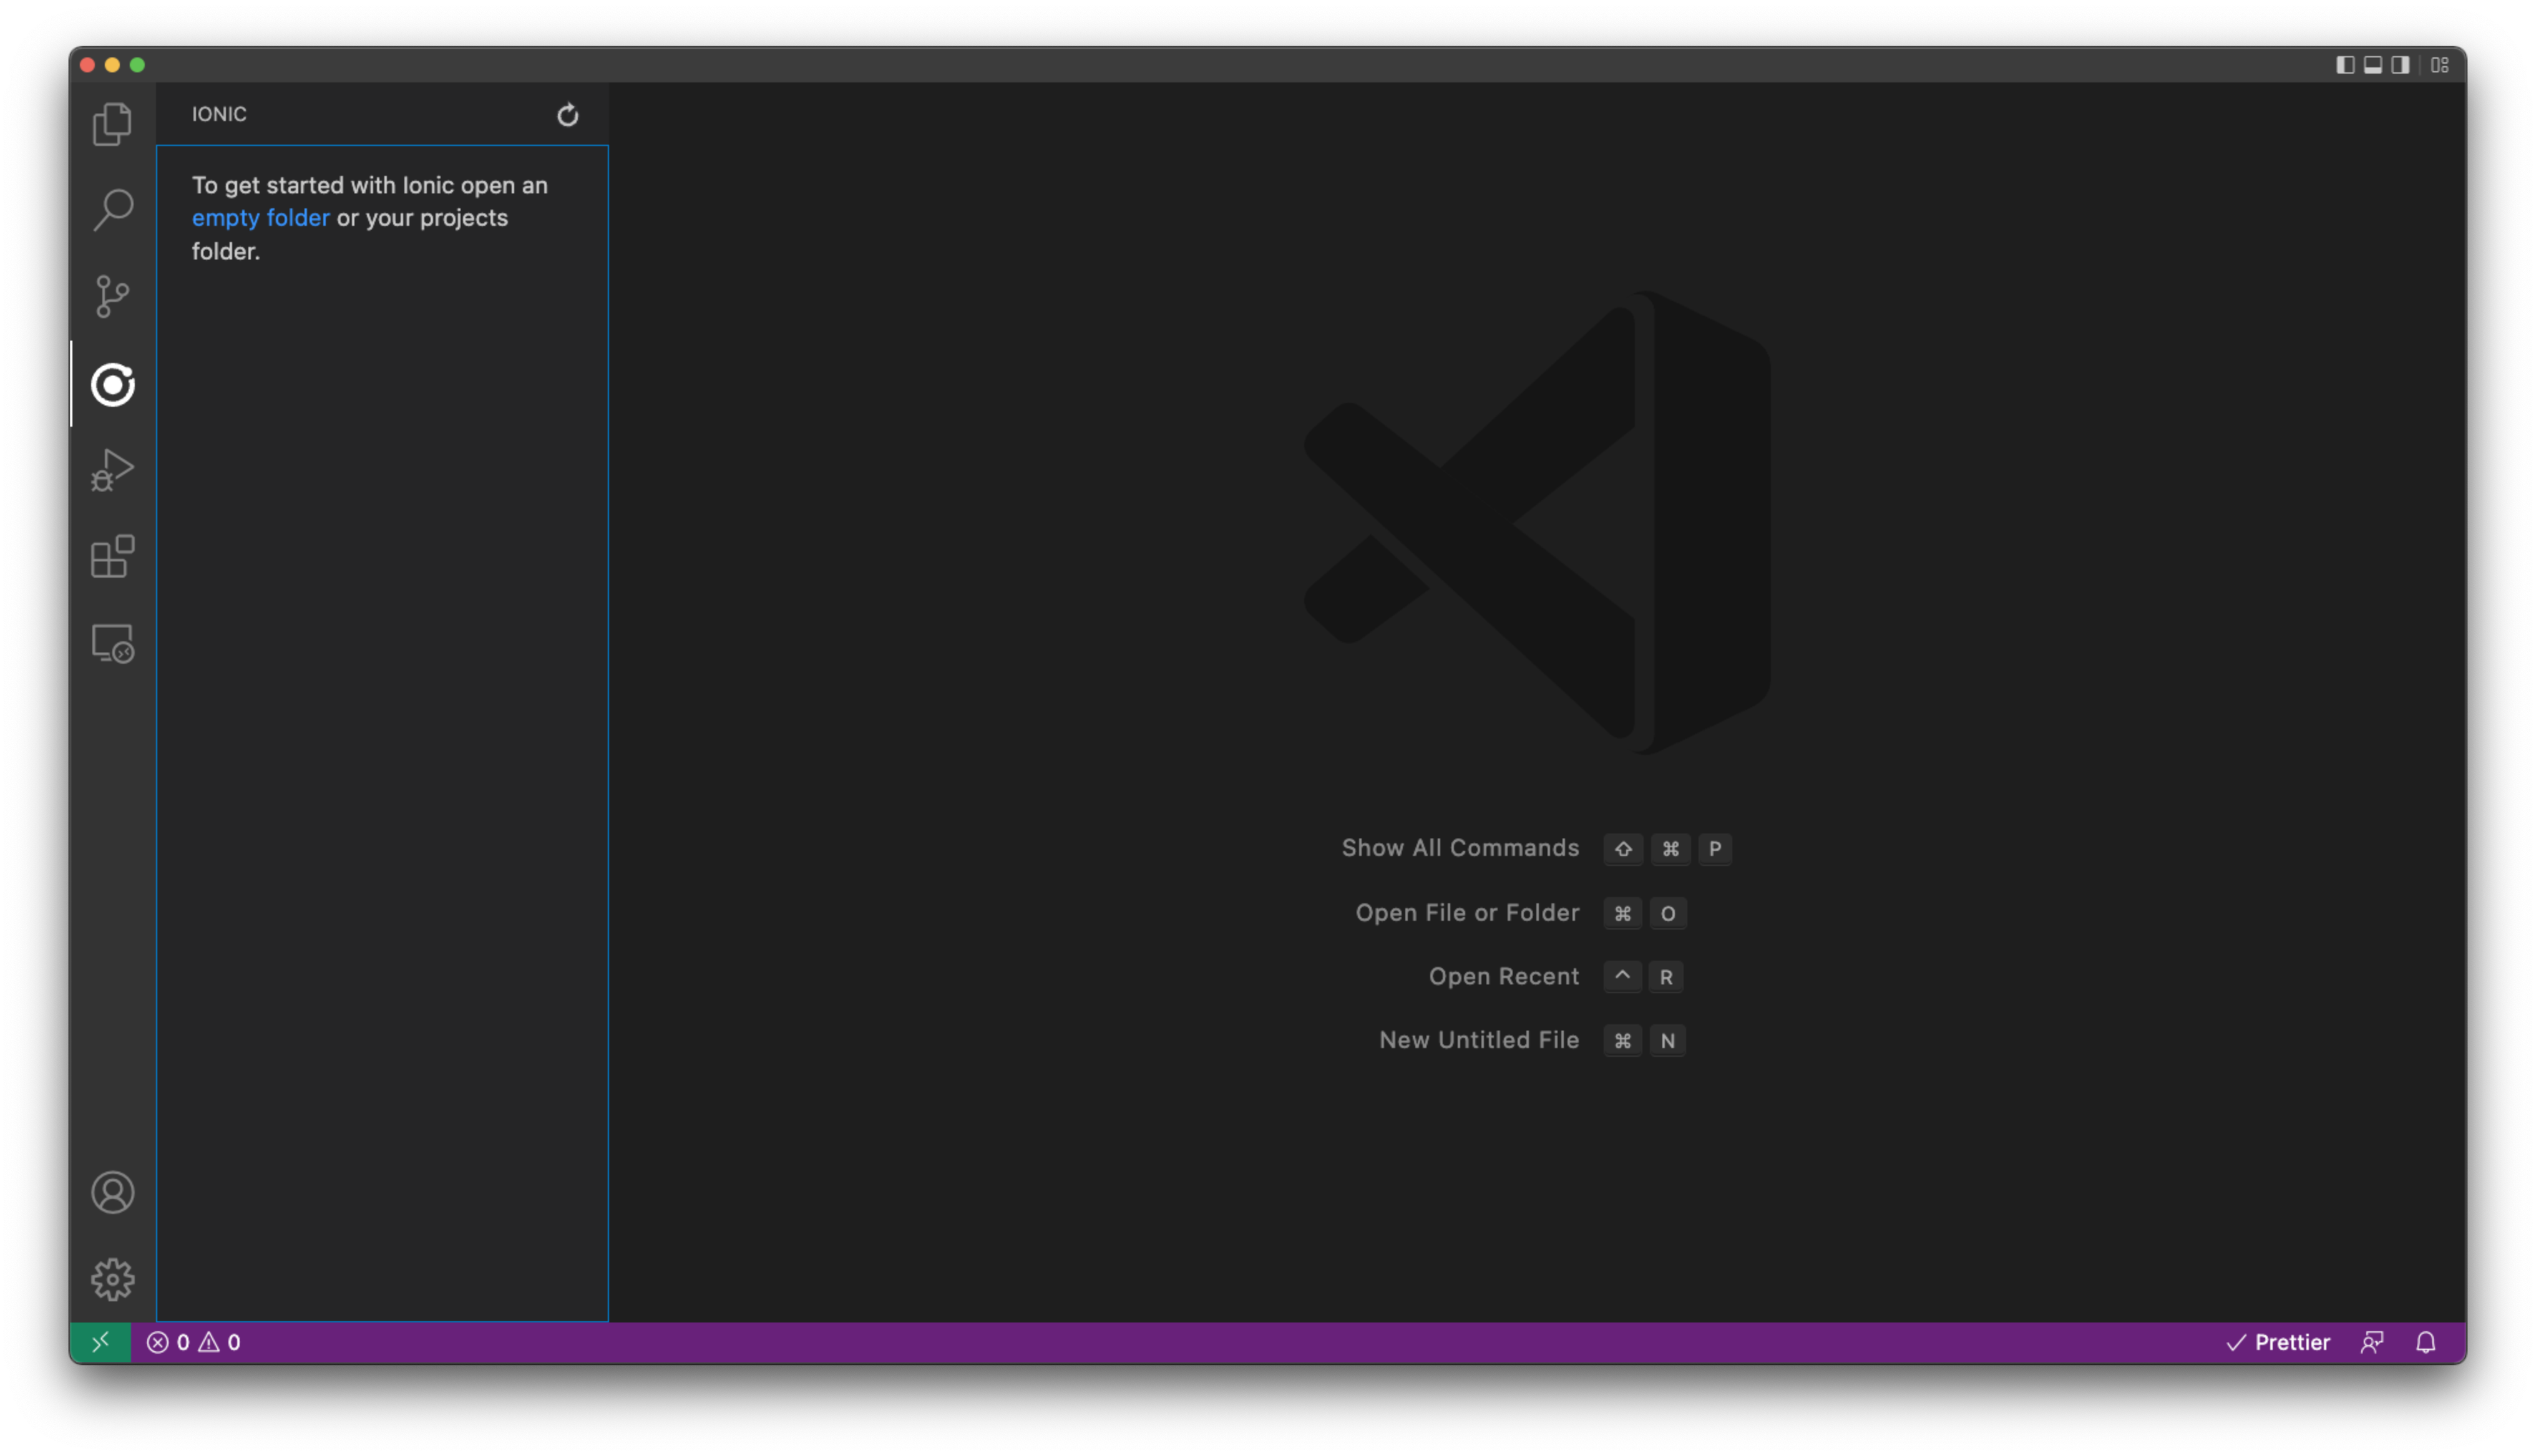 IONIC
To get started with Ionic open an
empty folder or your projects
folder.
Show All Commands ⇧ ⌘ P
Open File or Folder ⌘ O
Open Recent ^ R
New Untitled File ⌘ N
0 0
Prettier